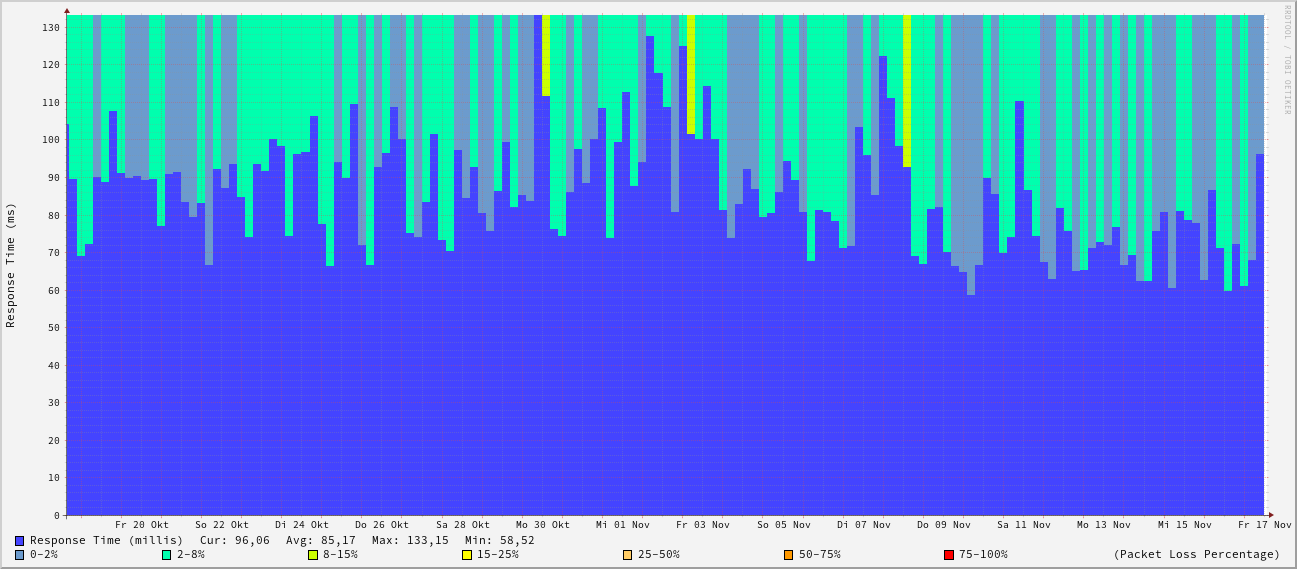 RRDTOOL / TOBI OETIKER
Response Time (ms)
130
120
110
100
90
80
70
60
50
40
30
20
10
0
Fr 20 Okt So 22 Okt Di 24 Okt Do 26 Okt Sa 28 Okt Mo 30 Okt Mi 01 Nov Fr 03 Nov So 05 Nov Di 07 Nov Do 09 Nov Sa 11 Nov Mo 13 Nov Mi 15 Nov Fr 17 Nov
Response Time (millis) Cur: 96,06 Avg: 85,17 Max: 133,15 Min: 58,52
0-2% 2-8% 8-15% 15-25% 25-50% 50-75% 75-100% (Packet Loss Percentage)